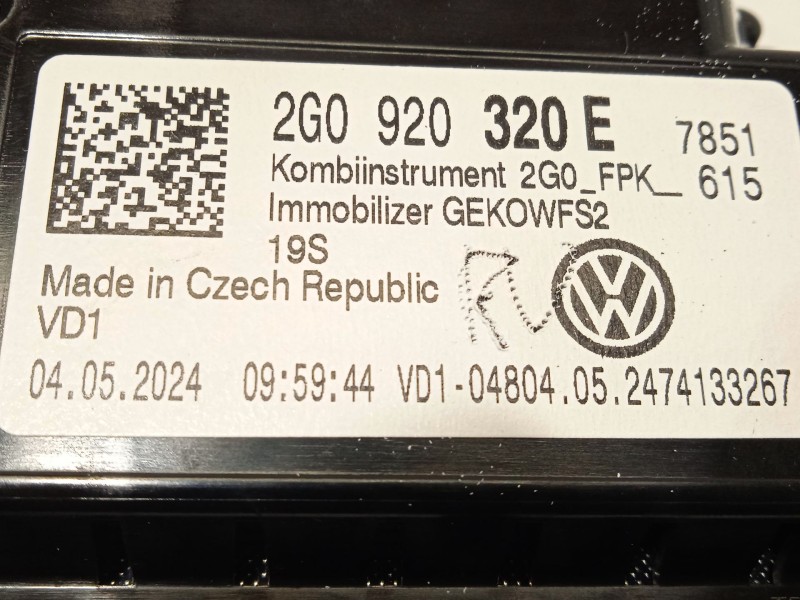 2G0 920 320 E 7851
Kombiinstrument 2G0_FPK_ 615
Immobilizer GEKOWFS2
19S
Made in Czech Republic
RV
VD1
04.05.2024 09:59:44 VD1-04804.05.2474133267